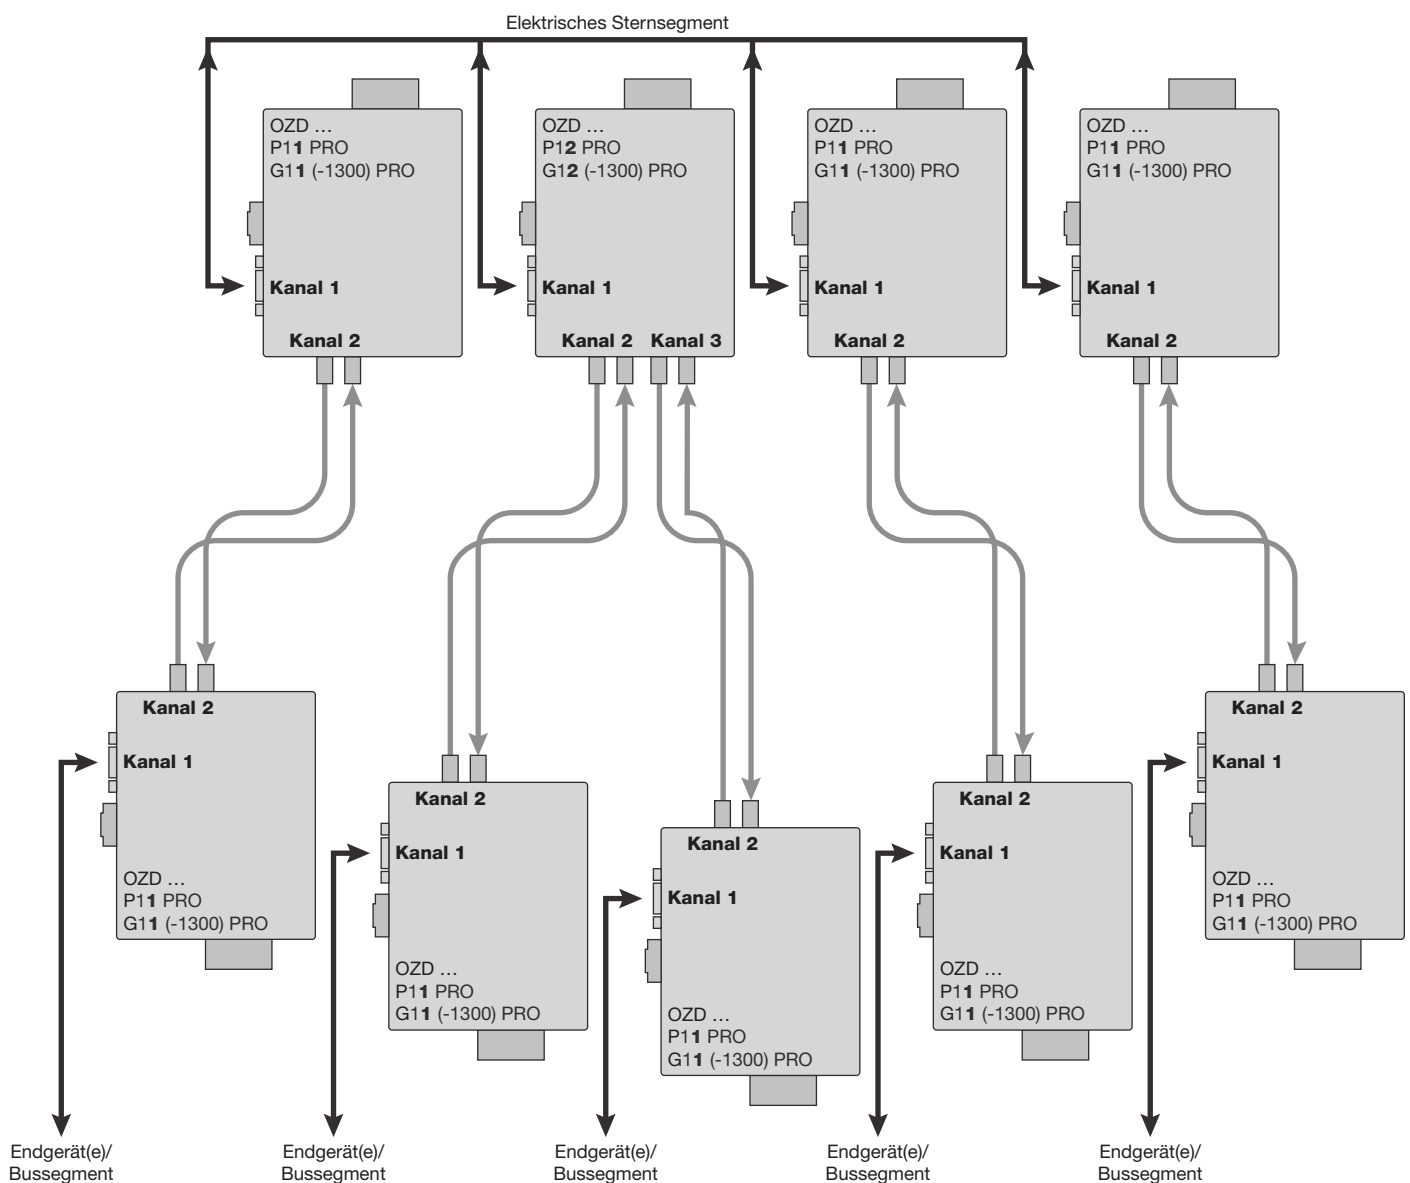 Elektrisches Sternsegment
OZD ...
P11 PRO
G11 (-1300) PRO
Kanal 1
Kanal 2
OZD ...
P12 PRO
G12 (-1300) PRO
Kanal 1
Kanal 2 Kanal 3
OZD ...
P11 PRO
G11 (-1300) PRO
Kanal 1
Kanal 2
OZD ...
P11 PRO
G11 (-1300) PRO
Kanal 1
Kanal 2
Kanal 2
Kanal 1
OZD ...
P11 PRO
G11 (-1300) PRO
Kanal 2
Kanal 1
OZD ...
P11 PRO
G11 (-1300) PRO
Kanal 2
Kanal 1
OZD ...
P11 PRO
G11 (-1300) PRO
Kanal 2
Kanal 1
OZD ...
P11 PRO
G11 (-1300) PRO
Kanal 2
Kanal 1
OZD ...
P11 PRO
G11 (-1300) PRO
Endgerät(e)/
Bussegment
Endgerät(e)/
Bussegment
Endgerät(e)/
Bussegment
Endgerät(e)/
Bussegment
Endgerät(e)/
Bussegment